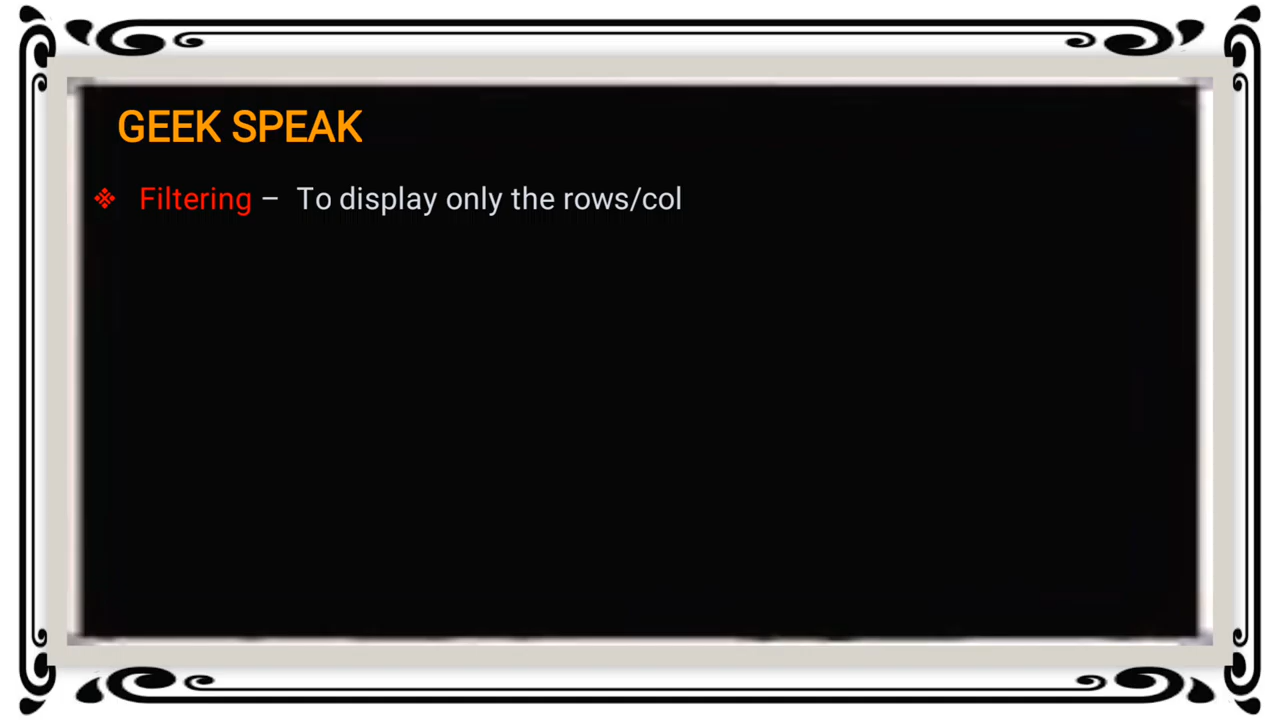 GEEK SPEAK
❖ Filtering – To display only the rows/col